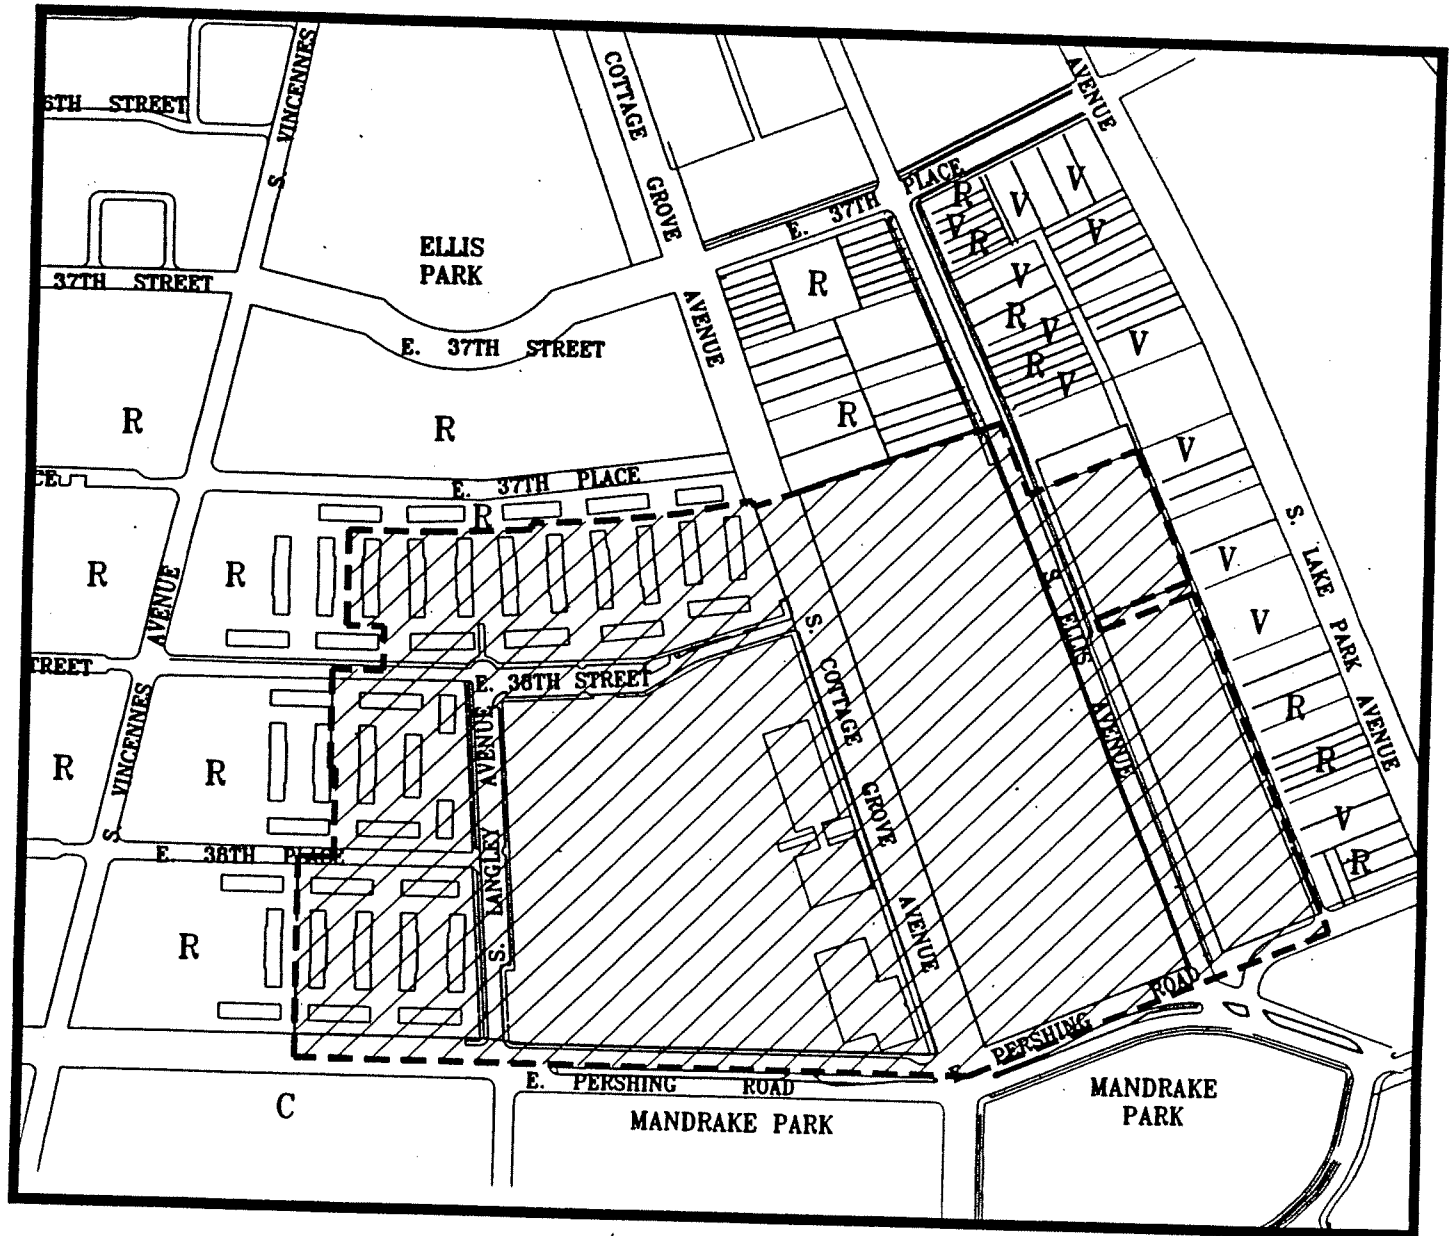 6TH STREET
S. VINCENNES
COTTAGE GROVE
AVENUE
ELLIS
PARK
E. 37TH PLACE
R
V
V
V
R
V
37TH STREET
R
V
E. 37TH STREET
AVENUE
R
V
V
R
V
R
R
R
V
CE
E. 37TH PLACE
R
S. LAKE PARK AVENUE
R
R
AVENUE
V
S. ELLIS AVENUE
S. COTTAGE GROVE AVENUE
V
TREET
E. 38TH STREET
S. VINCENNES
S. LANGLEY AVENUE
R
R
R
R
V
E. 38TH PLACE
R
R
PERSHING ROAD
E. PERSHING ROAD
C
MANDRAKE PARK
MANDRAKE
PARK